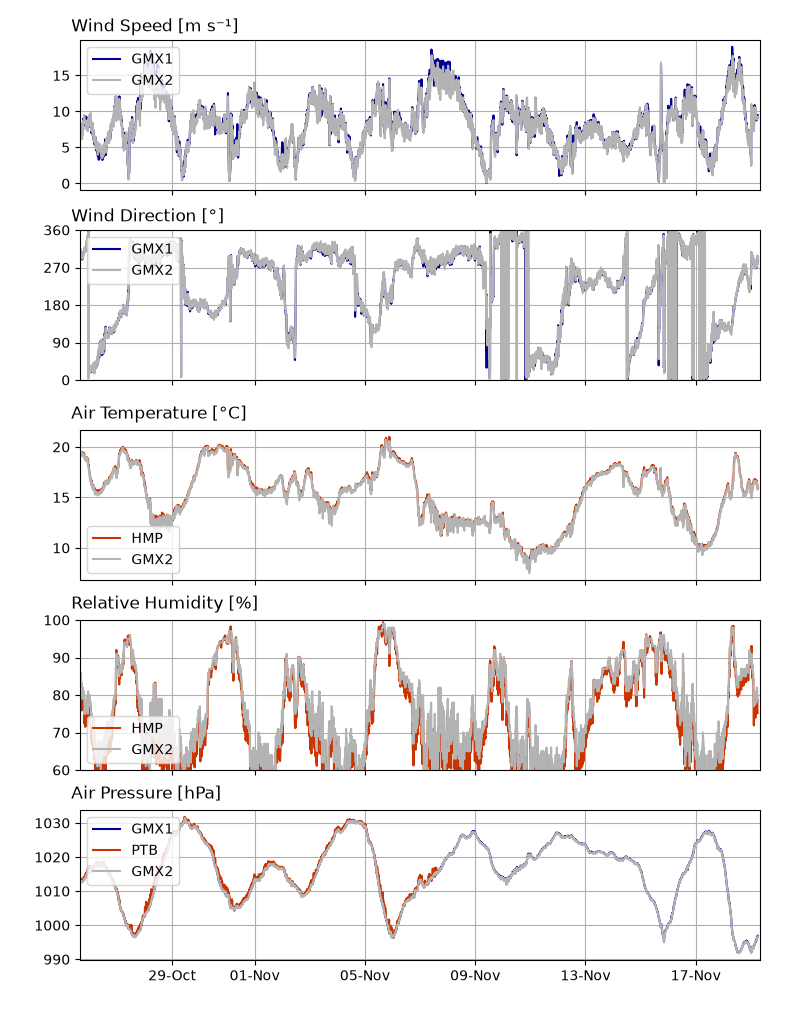 Wind Speed [m s⁻¹]
15
10
5
0
GMX1
GMX2
Wind Direction [°]
360
270
180
90
0
GMX1
GMX2
Air Temperature [°C]
20
15
10
HMP
GMX2
Relative Humidity [%]
100
90
80
70
60
HMP
GMX2
Air Pressure [hPa]
1030
1020
1010
1000
990
GMX1
PTB
GMX2
29-Oct 01-Nov 05-Nov 09-Nov 13-Nov 17-Nov